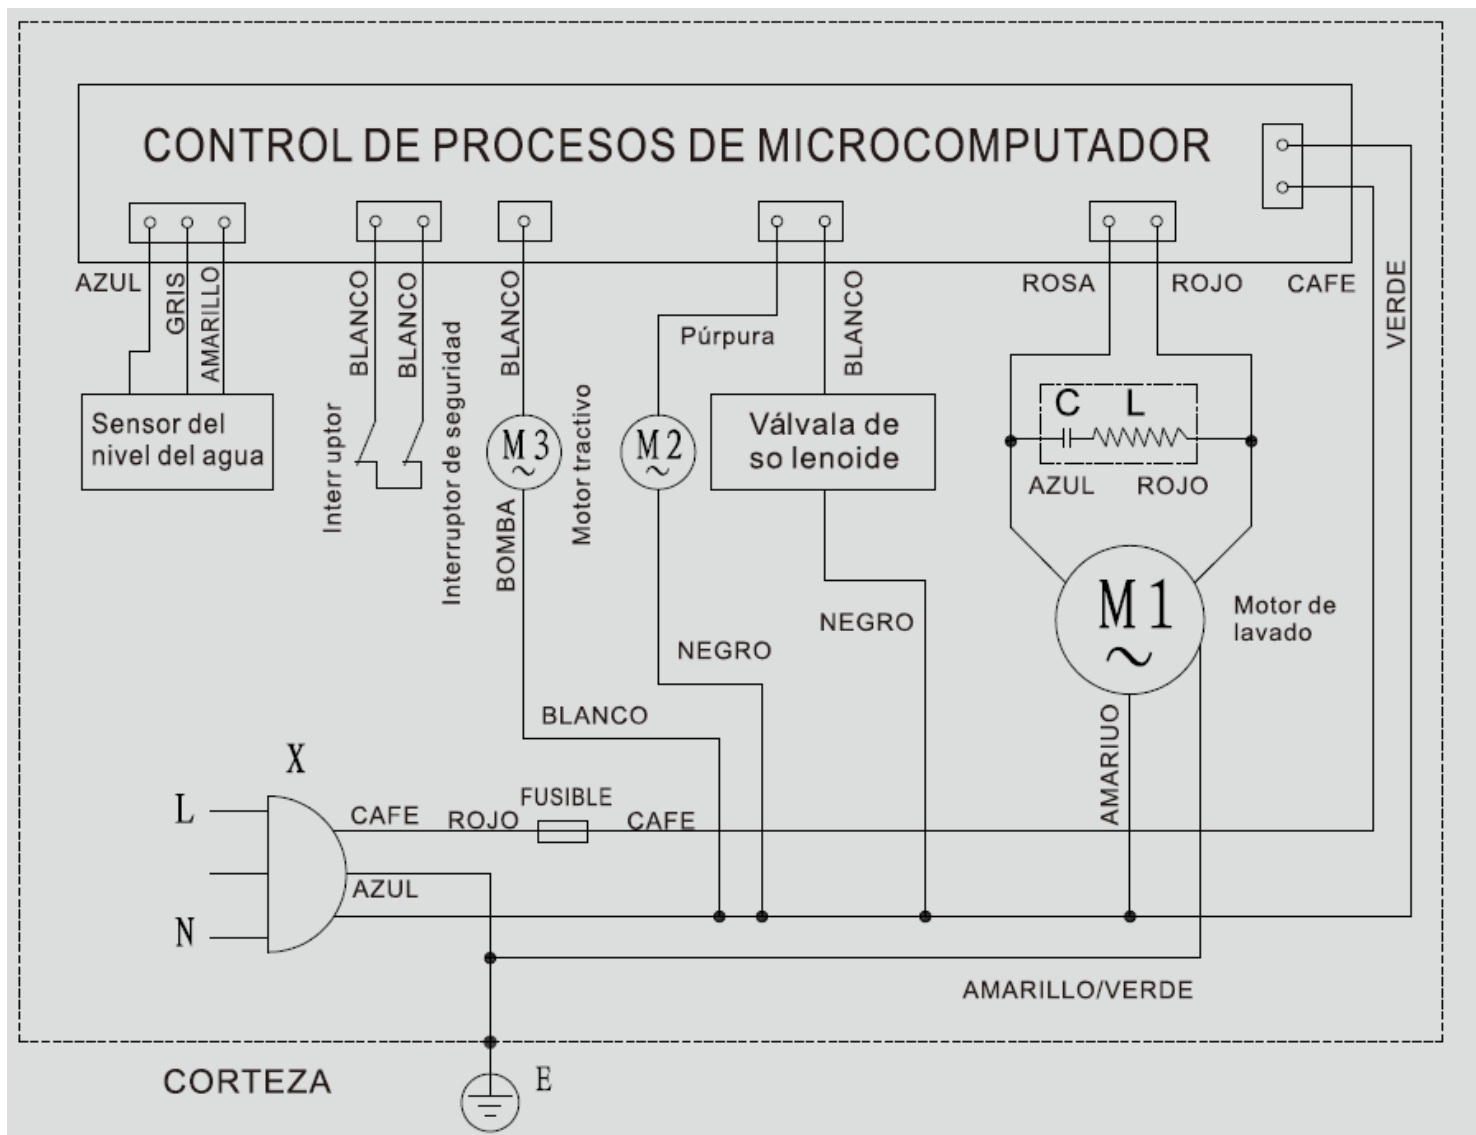 CONTROL DE PROCESOS DE MICROCOMPUTADOR
AZUL
GRIS
AMARILLO
BLANCO
BLANCO
BLANCO
Púrpura
BLANCO
ROSA
ROJO
CAFE
VERDE
Sensor del
nivel del agua
Interr uptor
Interruptor de seguridad
M3
~
BOMBA
Motor tractivo
M2
~
Válvala de
so lenoide
C
L
AZUL
ROJO
M1
~
Motor de
lavado
NEGRO
NEGRO
BLANCO
AMARIUO
X
L
CAFE
ROJO
FUSIBLE
CAFE
AZUL
N
AMARILLO/VERDE
CORTEZA
E